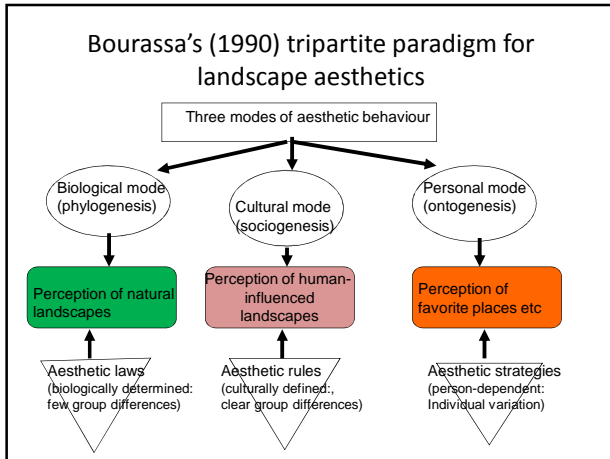 Bourassa's (1990) tripartite paradigm for
landscape aesthetics
Three modes of aesthetic behaviour
Biological mode
(phylogenesis)
Cultural mode
(sociogenesis)
Personal mode
(ontogenesis)
Perception of natural
landscapes
Perception of human-
influenced
landscapes
Perception of
favorite places etc
Aesthetic laws
(biologically determined:
few group differences)
Aesthetic rules
(culturally defined:,
clear group differences)
Aesthetic strategies
(person-dependent:
Individual variation)